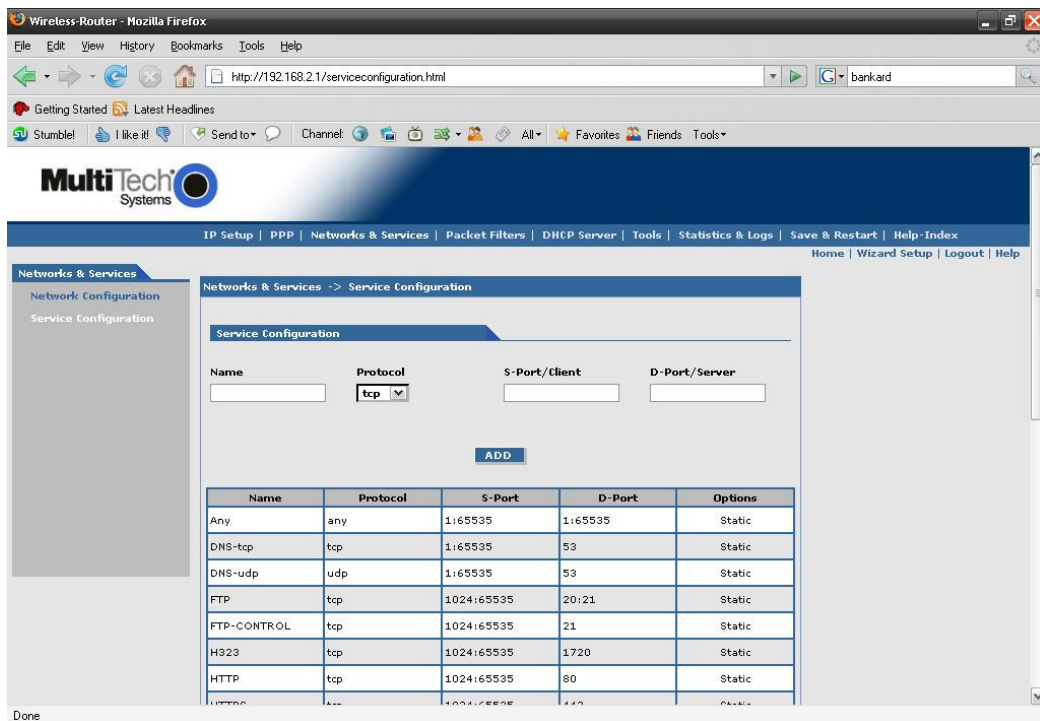 Wireless-Router - Mozilla Firefox
File Edit View History Bookmarks Tools Help
http://192.168.2.1/serviceconfiguration.html
G bankard
Getting Started Latest Headlines
Stumble! I like it! Send to Channel: All Favorites Friends Tools
MultiTech Systems
IP Setup | PPP | Networks & Services | Packet Filters | DHCP Server | Tools | Statistics & Logs | Save & Restart | Help-Index
Home | Wizard Setup | Logout | Help
Networks & Services
Network Configuration
Service Configuration
Networks & Services -> Service Configuration
Service Configuration
Name Protocol S-Port/Client D-Port/Server
tcp
ADD
Name Protocol S-Port D-Port Options
Any any 1:65535 1:65535 Static
DNS-tcp tcp 1:65535 53 Static
DNS-udp udp 1:65535 53 Static
FTP tcp 1024:65535 20:21 Static
FTP-CONTROL tcp 1024:65535 21 Static
H323 tcp 1024:65535 1720 Static
HTTP tcp 1024:65535 80 Static
Done